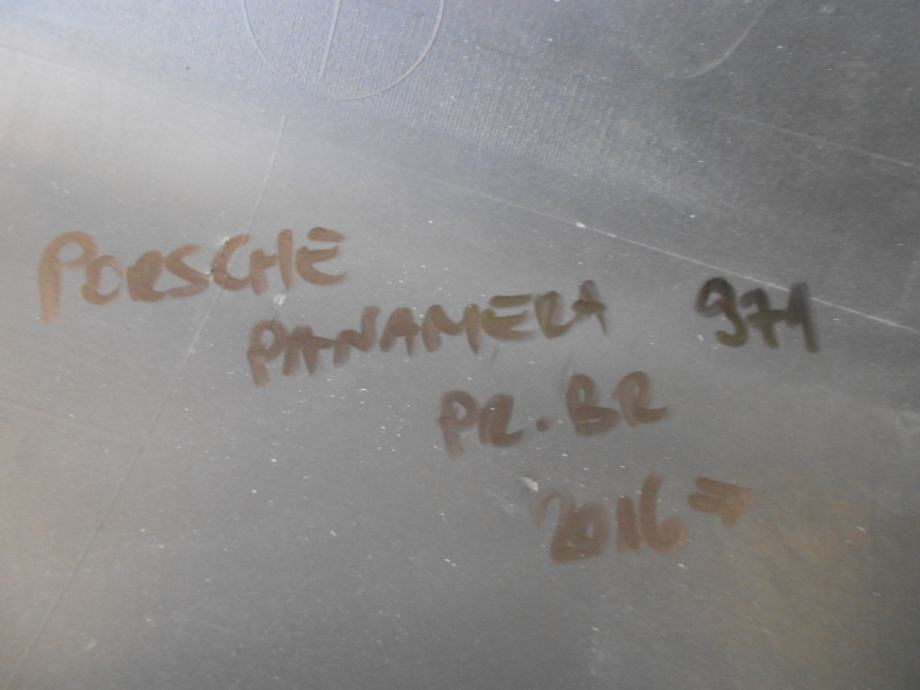 PORSCHE
PANAMERA 971
PR. BR
2016 →